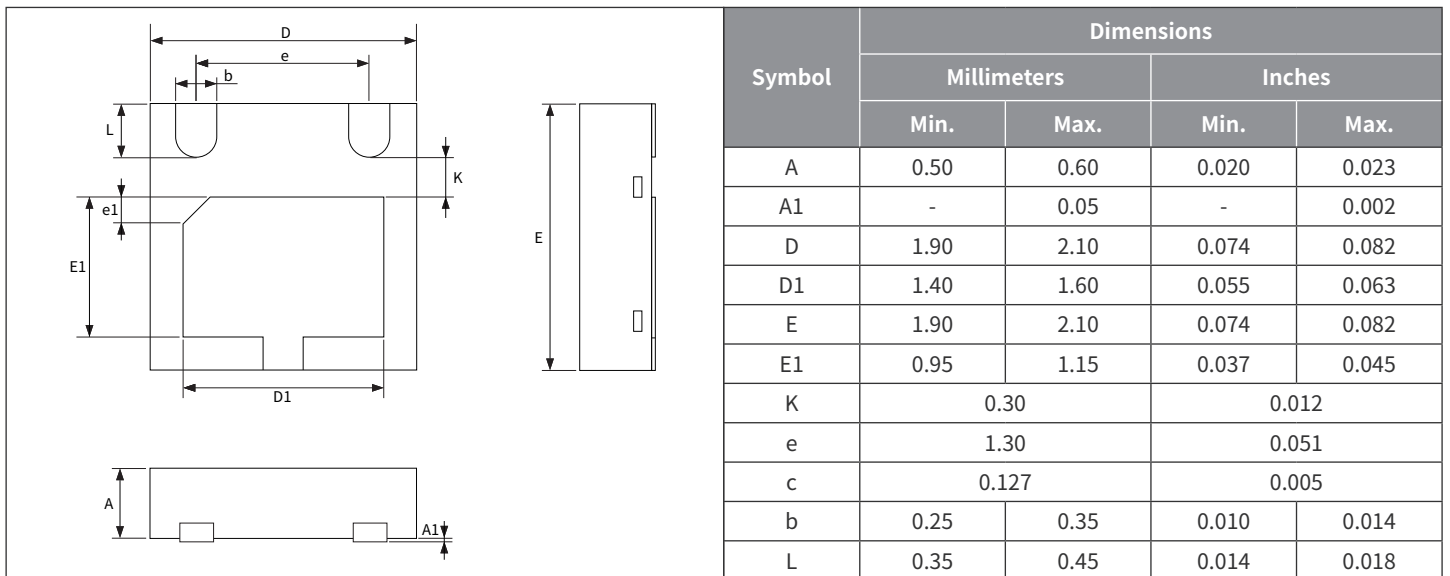 D
e
b
L
K
e1
E1
D1
E
A
A1
Dimensions
Symbol Millimeters Inches
Min. Max. Min. Max.
A 0.50 0.60 0.020 0.023
A1 - 0.05 - 0.002
D 1.90 2.10 0.074 0.082
D1 1.40 1.60 0.055 0.063
E 1.90 2.10 0.074 0.082
E1 0.95 1.15 0.037 0.045
K 0.30 0.012
e 1.30 0.051
c 0.127 0.005
b 0.25 0.35 0.010 0.014
L 0.35 0.45 0.014 0.018